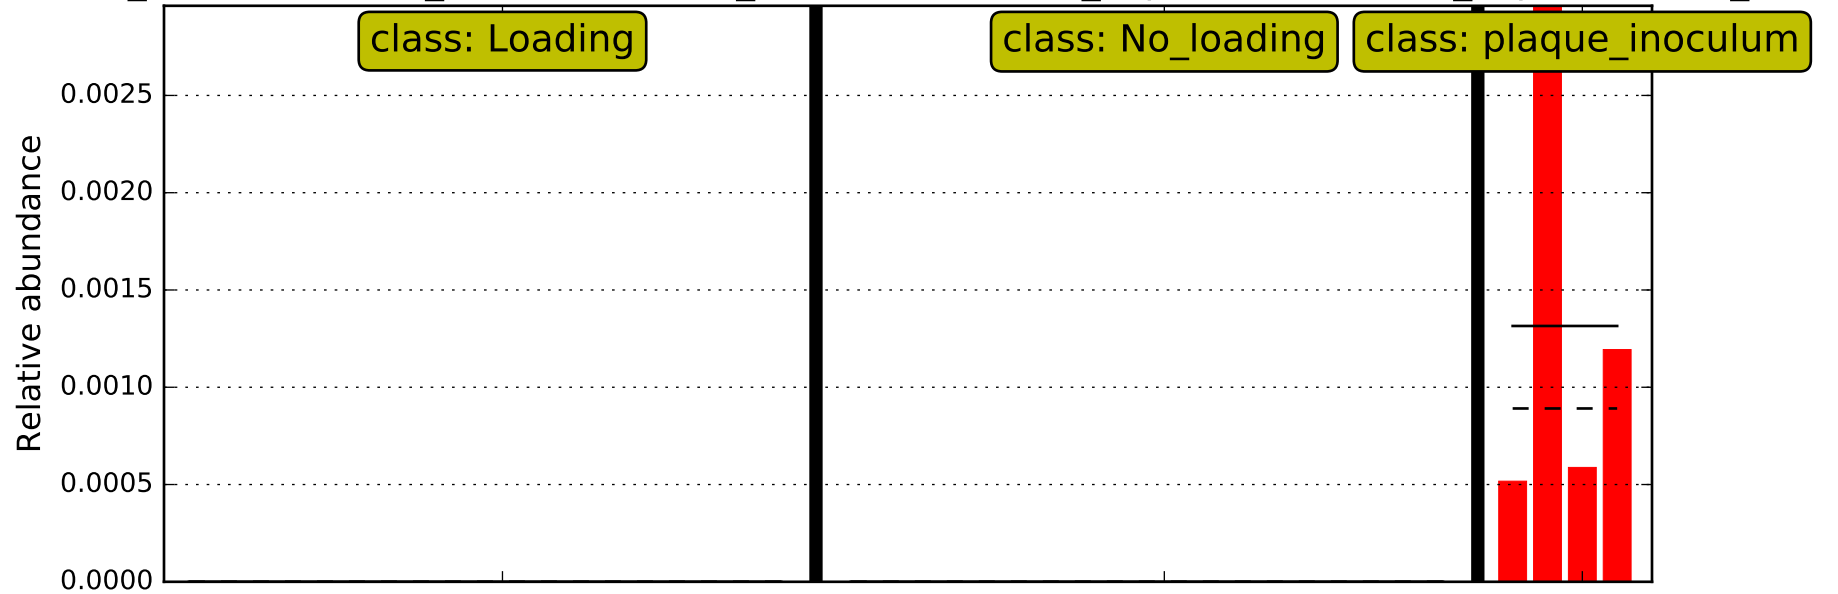 class: Loading
class: No_loading
class: plaque_inoculum
Relative abundance
0.0025
0.0020
0.0015
0.0010
0.0005
0.0000